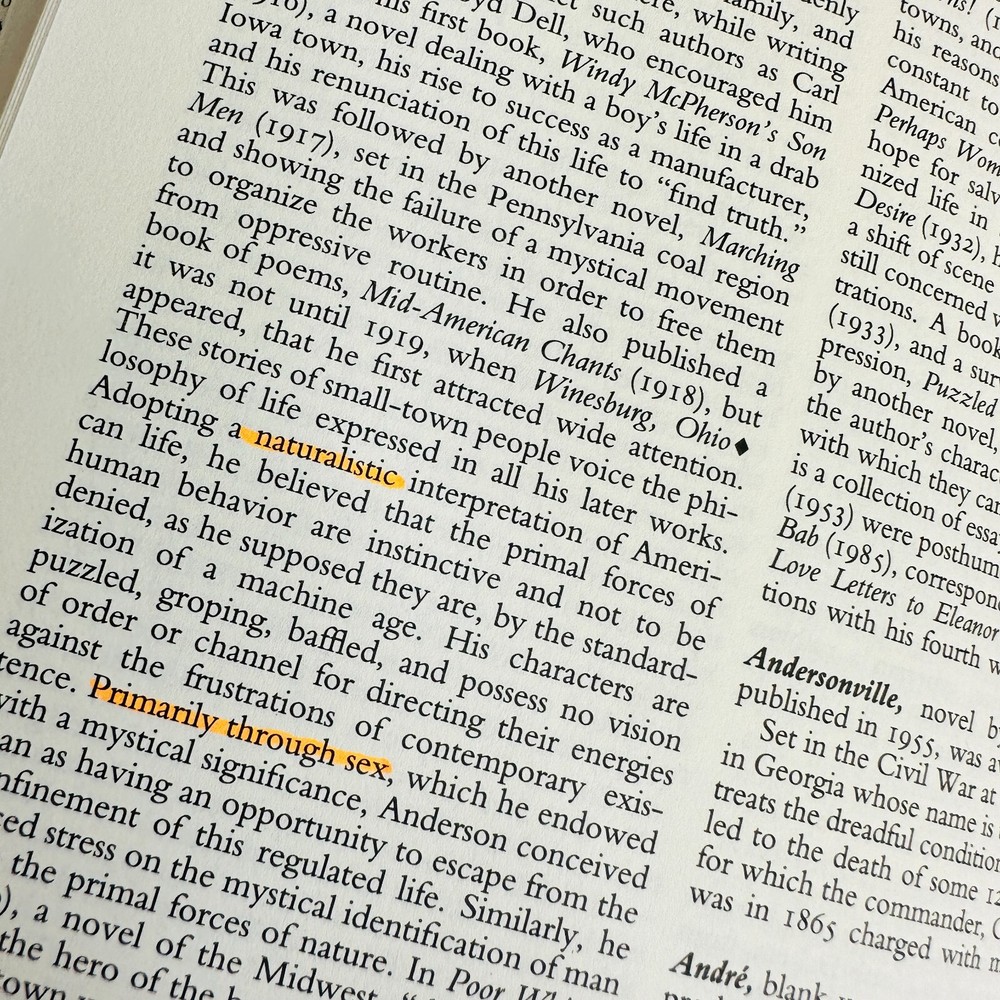 family, and
such authors as Carl
Dell, who encouraged him
his first book, Windy McPherson's Son
a novel dealing with a boy's life in a drab
Iowa town, his rise to success as a manufacturer,
and his renunciation of this life to “find truth.”
This was followed by another novel, Marching
Men (1917), set in the Pennsylvania coal region
and showing the failure of a mystical movement
to organize the workers in order to free them
from oppressive routine. He also published a
book of poems, Mid-American Chants (1918), but
it was not until 1919, when Winesburg, Ohio♦
appeared, that he first attracted wide attention.
These stories of small-town people voice the phi-
losophy of life expressed in all his later works.
Adopting a naturalistic interpretation of Ameri-
can life, he believed that the primal forces of
human behavior are instinctive and not to be
denied, as he supposed they are, by the standard-
ization of a machine age. His characters are
puzzled, groping, baffled, and possess no vision
of order or channel for directing their energies
against the frustrations of contemporary exis-
tence. Primarily through sex, which he endowed
with a mystical significance, Anderson conceived
an as having an opportunity to escape from the
nfinement of this regulated life. Similarly, he
ed stress on the mystical identification of man
the primal forces of nature. In Poor
a novel of the Midwest,
the hero of the
towns, and
his reasons
constant to
American
Perhaps
hope for
nized life in
Desire (1932),
a shift of scene
still concerned
trations. A book
(1933), and a
pression, Puzzled
by another novel,
the author's
with which they
is a collection of
(1953) were
Bab (1985),
Love Letters to Eleanor
tions with his fourth
Andersonville, novel
published in 1955, was
Set in the Civil War at
in Georgia whose name is
treats the dreadful
led to the death of some
for which the commander,
was in 1865 charged with
André, blank